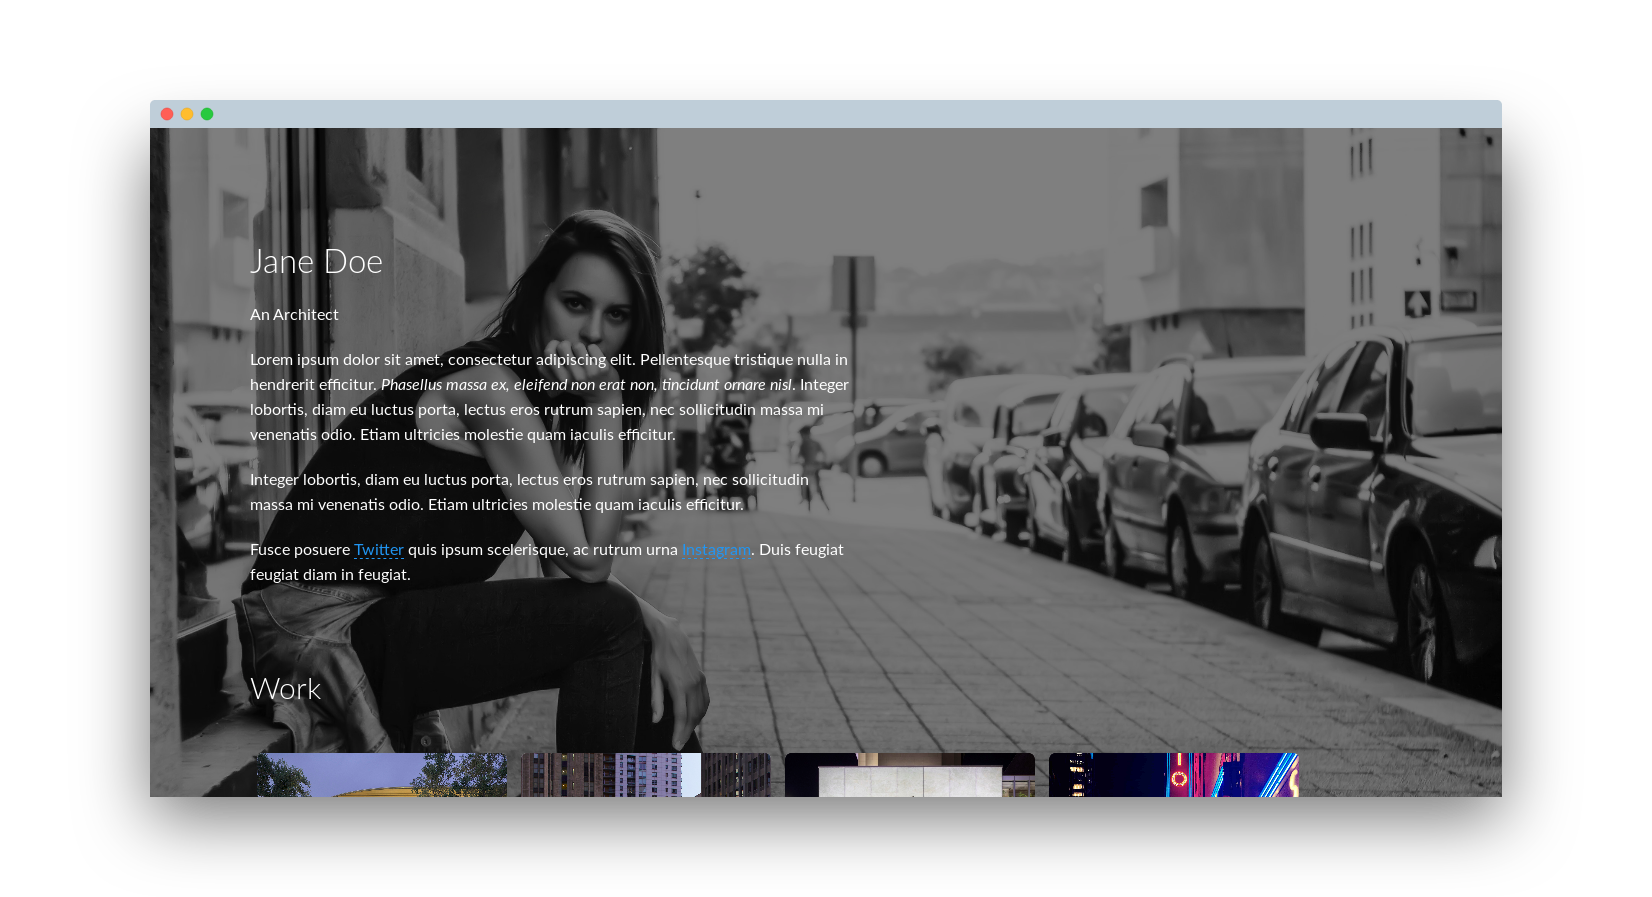 Jane Doe
An Architect
Lorem ipsum dolor sit amet, consectetur adipiscing elit. Pellentesque tristique nulla in
hendrerit efficitur. Phasellus massa ex, eleifend non erat non, tincidunt ornare nisl. Integer
lobortis, diam eu luctus porta, lectus eros rutrum sapien, nec sollicitudin massa mi
venenatis odio. Etiam ultricies molestie quam iaculis efficitur.
Integer lobortis, diam eu luctus porta, lectus eros rutrum sapien, nec sollicitudin
massa mi venenatis odio. Etiam ultricies molestie quam iaculis efficitur.
Fusce posuere Twitter quis ipsum scelerisque, ac rutrum urna Instagram. Duis feugiat
feugiat diam in feugiat.
Work